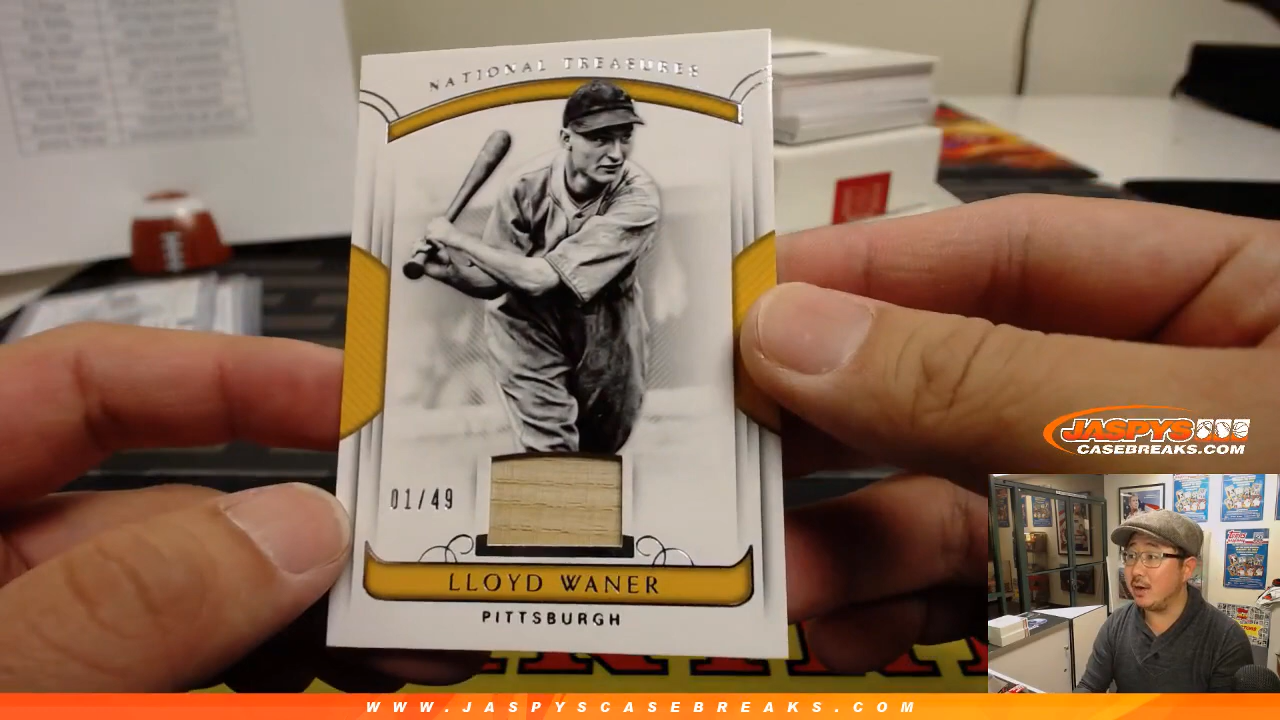 NATIONAL TREASURES
01/49
LLOYD WANER
PITTSBURGH
JASPYS
CASEBREAKS.COM
WWW.JASPYSCASEBREAKS.COM